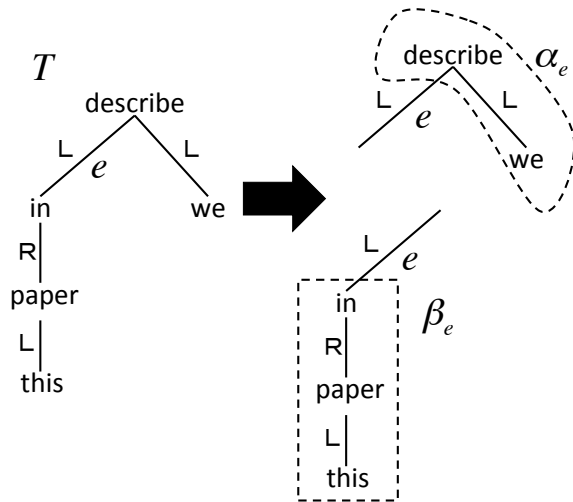 T
describe
L e L
in we
R
paper
L
this
describe
α_e
L e L
we
L e
in
β_e
R
paper
L
this